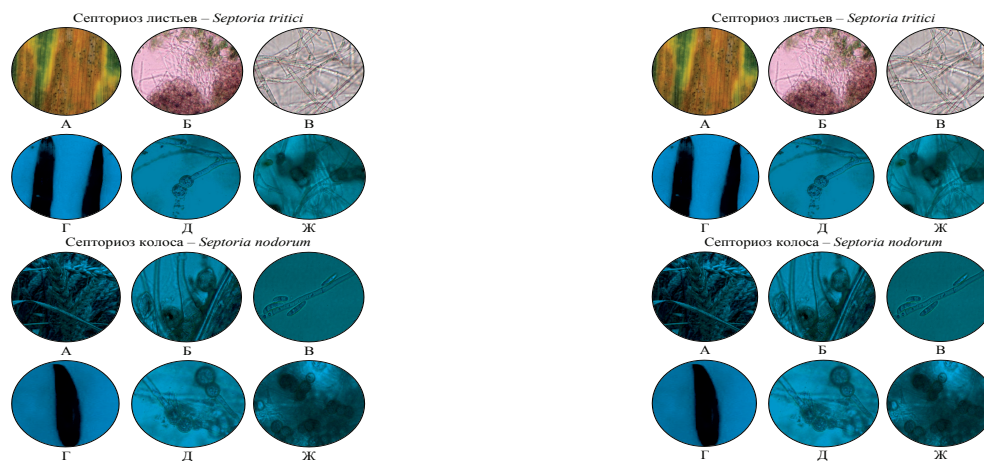 Септориоз листьев – Septoria tritici
А Б В
Г Д Ж
Септориоз колоса – Septoria nodorum
А Б В
Г Д Ж
Септориоз листьев – Septoria tritici
А Б В
Г Д Ж
Септориоз колоса – Septoria nodorum
А Б В
Г Д Ж